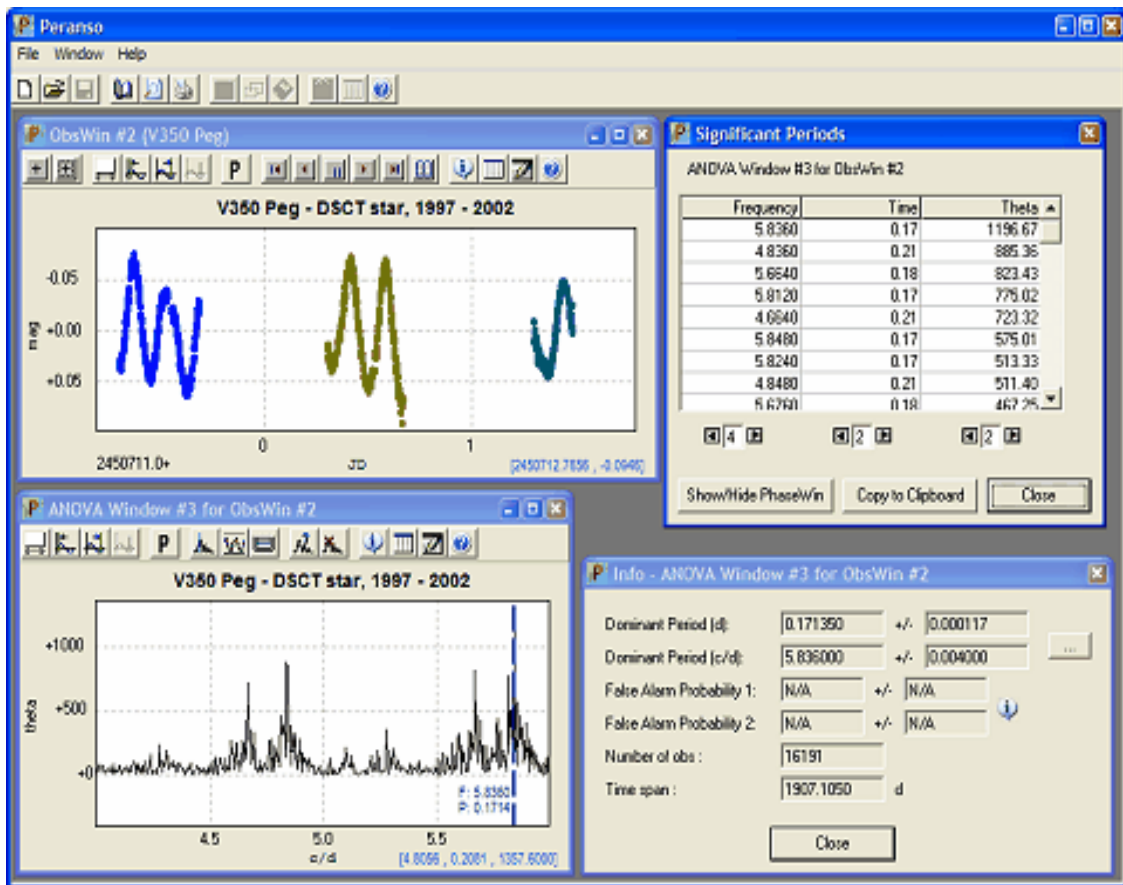 Peranso
File Window Help
ObsWin #2 (V350 Peg)
P
V350 Peg - DSCT star, 1997 - 2002
-0.05
+0.00
+0.05
mag
0
1
2450711.0+
JD
[2450712.7656 , -0.0946]
Significant Periods
ANOVA Window #3 for ObsWin #2
Frequency Time Theta
5.8360 0.17 1196.67
4.8360 0.21 885.36
5.6640 0.18 823.43
5.8120 0.17 775.02
4.6640 0.21 723.32
5.8480 0.17 575.01
5.8240 0.17 513.33
4.8480 0.21 511.40
5.6760 0.18 467.25
4 2 2
Show/Hide PhaseWin Copy to Clipboard Close
ANOVA Window #3 for ObsWin #2
P
V350 Peg - DSCT star, 1997 - 2002
+1000
+500
+0
theta
F: 5.8360
P: 0.1714
4.5 5.0 5.5
c/d
[4.8056 , 0.2081 , 1357.6000]
Info - ANOVA Window #3 for ObsWin #2
Dominant Period (d): 0.171350 +/- 0.000117
...
Dominant Period (c/d): 5.836000 +/- 0.004000
False Alarm Probability 1: N/A +/- N/A
False Alarm Probability 2: N/A +/- N/A
Number of obs : 16191
Time span : 1907.1050 d
Close